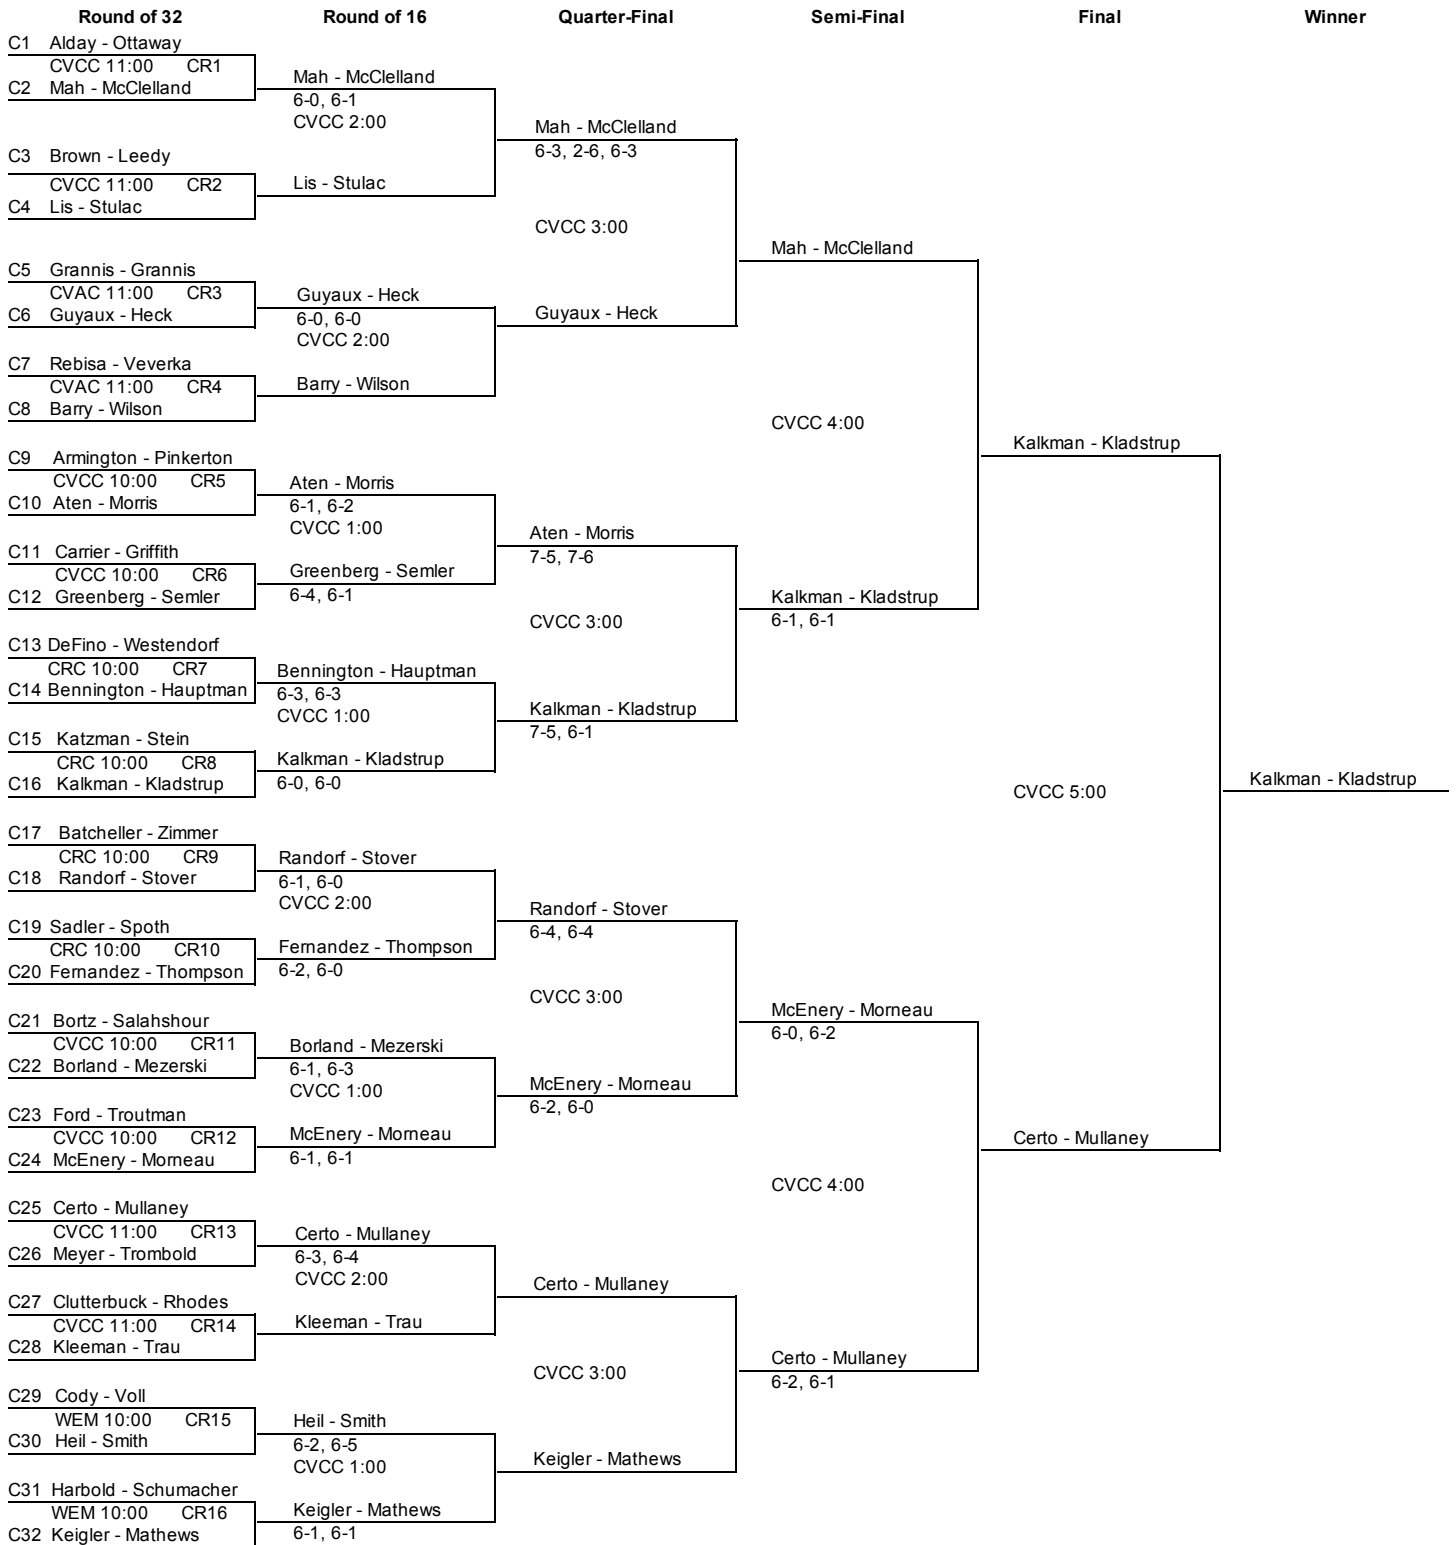 Round of 32 Round of 16 Quarter-Final Semi-Final Final Winner
C1 Alday - Ottaway
CVCC 11:00 CR1
C2 Mah - McClelland
C3 Brown - Leedy
CVCC 11:00 CR2
C4 Lis - Stulac
C5 Grannis - Grannis
CVAC 11:00 CR3
C6 Guyaux - Heck
C7 Rebisa - Veverka
CVAC 11:00 CR4
C8 Barry - Wilson
C9 Armington - Pinkerton
CVCC 10:00 CR5
C10 Aten - Morris
C11 Carrier - Griffith
CVCC 10:00 CR6
C12 Greenberg - Semler
C13 DeFino - Westendorf
CRC 10:00 CR7
C14 Bennington - Hauptman
C15 Katzman - Stein
CRC 10:00 CR8
C16 Kalkman - Kladstrup
C17 Batcheller - Zimmer
CRC 10:00 CR9
C18 Randorf - Stover
C19 Sadler - Spoth
CRC 10:00 CR10
C20 Fernandez - Thompson
C21 Bortz - Salahshour
CVCC 10:00 CR11
C22 Borland - Mezerski
C23 Ford - Troutman
CVCC 10:00 CR12
C24 McEnery - Morneau
C25 Certo - Mullaney
CVCC 11:00 CR13
C26 Meyer - Trombold
C27 Clutterbuck - Rhodes
CVCC 11:00 CR14
C28 Kleeman - Trau
C29 Cody - Voll
WEM 10:00 CR15
C30 Heil - Smith
C31 Harbold - Schumacher
WEM 10:00 CR16
C32 Keigler - Mathews
Mah - McClelland
6-0, 6-1
CVCC 2:00
Lis - Stulac
Guyaux - Heck
6-0, 6-0
CVCC 2:00
Barry - Wilson
Aten - Morris
6-1, 6-2
CVCC 1:00
Greenberg - Semler
6-4, 6-1
Bennington - Hauptman
6-3, 6-3
CVCC 1:00
Kalkman - Kladstrup
6-0, 6-0
Randorf - Stover
6-1, 6-0
CVCC 2:00
Fernandez - Thompson
6-2, 6-0
Borland - Mezerski
6-1, 6-3
CVCC 1:00
McEnery - Morneau
6-1, 6-1
Certo - Mullaney
6-3, 6-4
CVCC 2:00
Kleeman - Trau
Heil - Smith
6-2, 6-5
CVCC 1:00
Keigler - Mathews
6-1, 6-1
Mah - McClelland
6-3, 2-6, 6-3
CVCC 3:00
Guyaux - Heck
Aten - Morris
7-5, 7-6
CVCC 3:00
Kalkman - Kladstrup
7-5, 6-1
Randorf - Stover
6-4, 6-4
CVCC 3:00
McEnery - Morneau
6-2, 6-0
Certo - Mullaney
CVCC 3:00
Keigler - Mathews
Mah - McClelland
CVCC 4:00
Kalkman - Kladstrup
6-1, 6-1
McEnery - Morneau
6-0, 6-2
CVCC 4:00
Certo - Mullaney
6-2, 6-1
Kalkman - Kladstrup
CVCC 5:00
Certo - Mullaney
Kalkman - Kladstrup